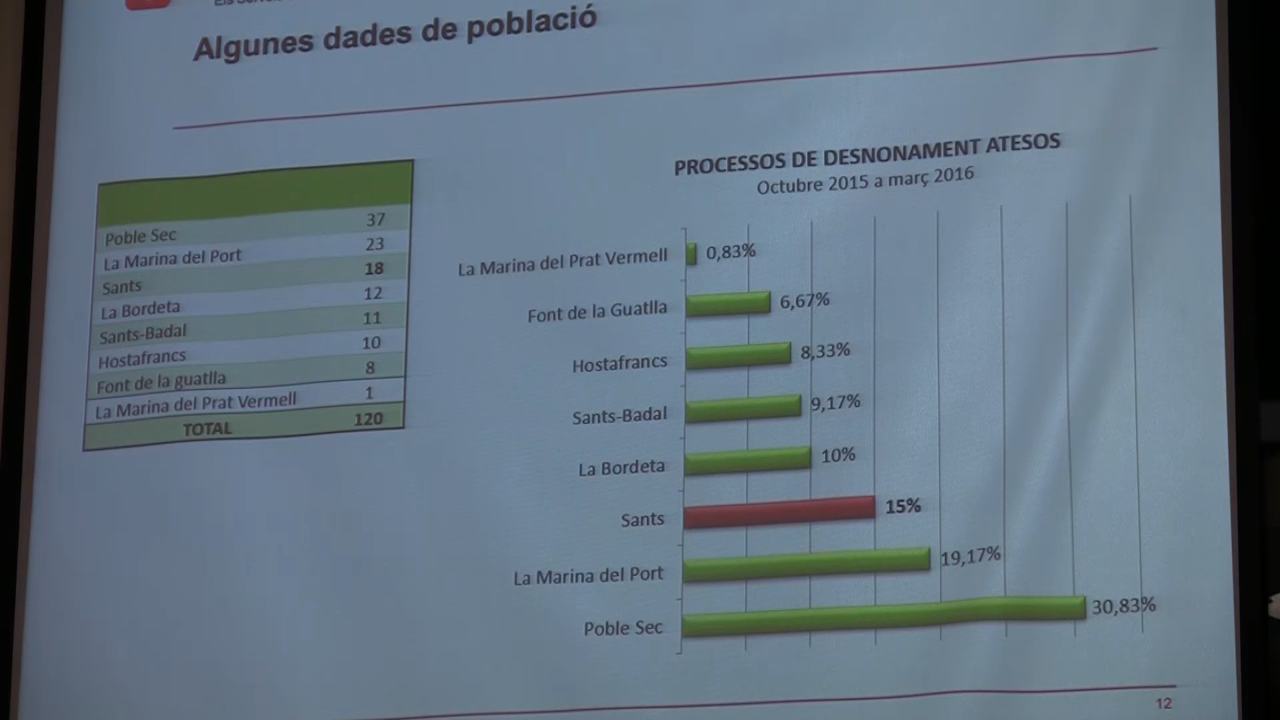 Algunes dades de població
Poble Sec 37
La Marina del Port 23
Sants 18
La Bordeta 12
Sants-Badal 11
Hostafrancs 10
Font de la guatlla 8
La Marina del Prat Vermell 1
TOTAL 120
PROCESSOS DE DESNONAMENT ATESOS
Octubre 2015 a març 2016
La Marina del Prat Vermell 0,83%
Font de la Guatlla 6,67%
Hostafrancs 8,33%
Sants-Badal 9,17%
La Bordeta 10%
Sants 15%
La Marina del Port 19,17%
Poble Sec 30,83%
12